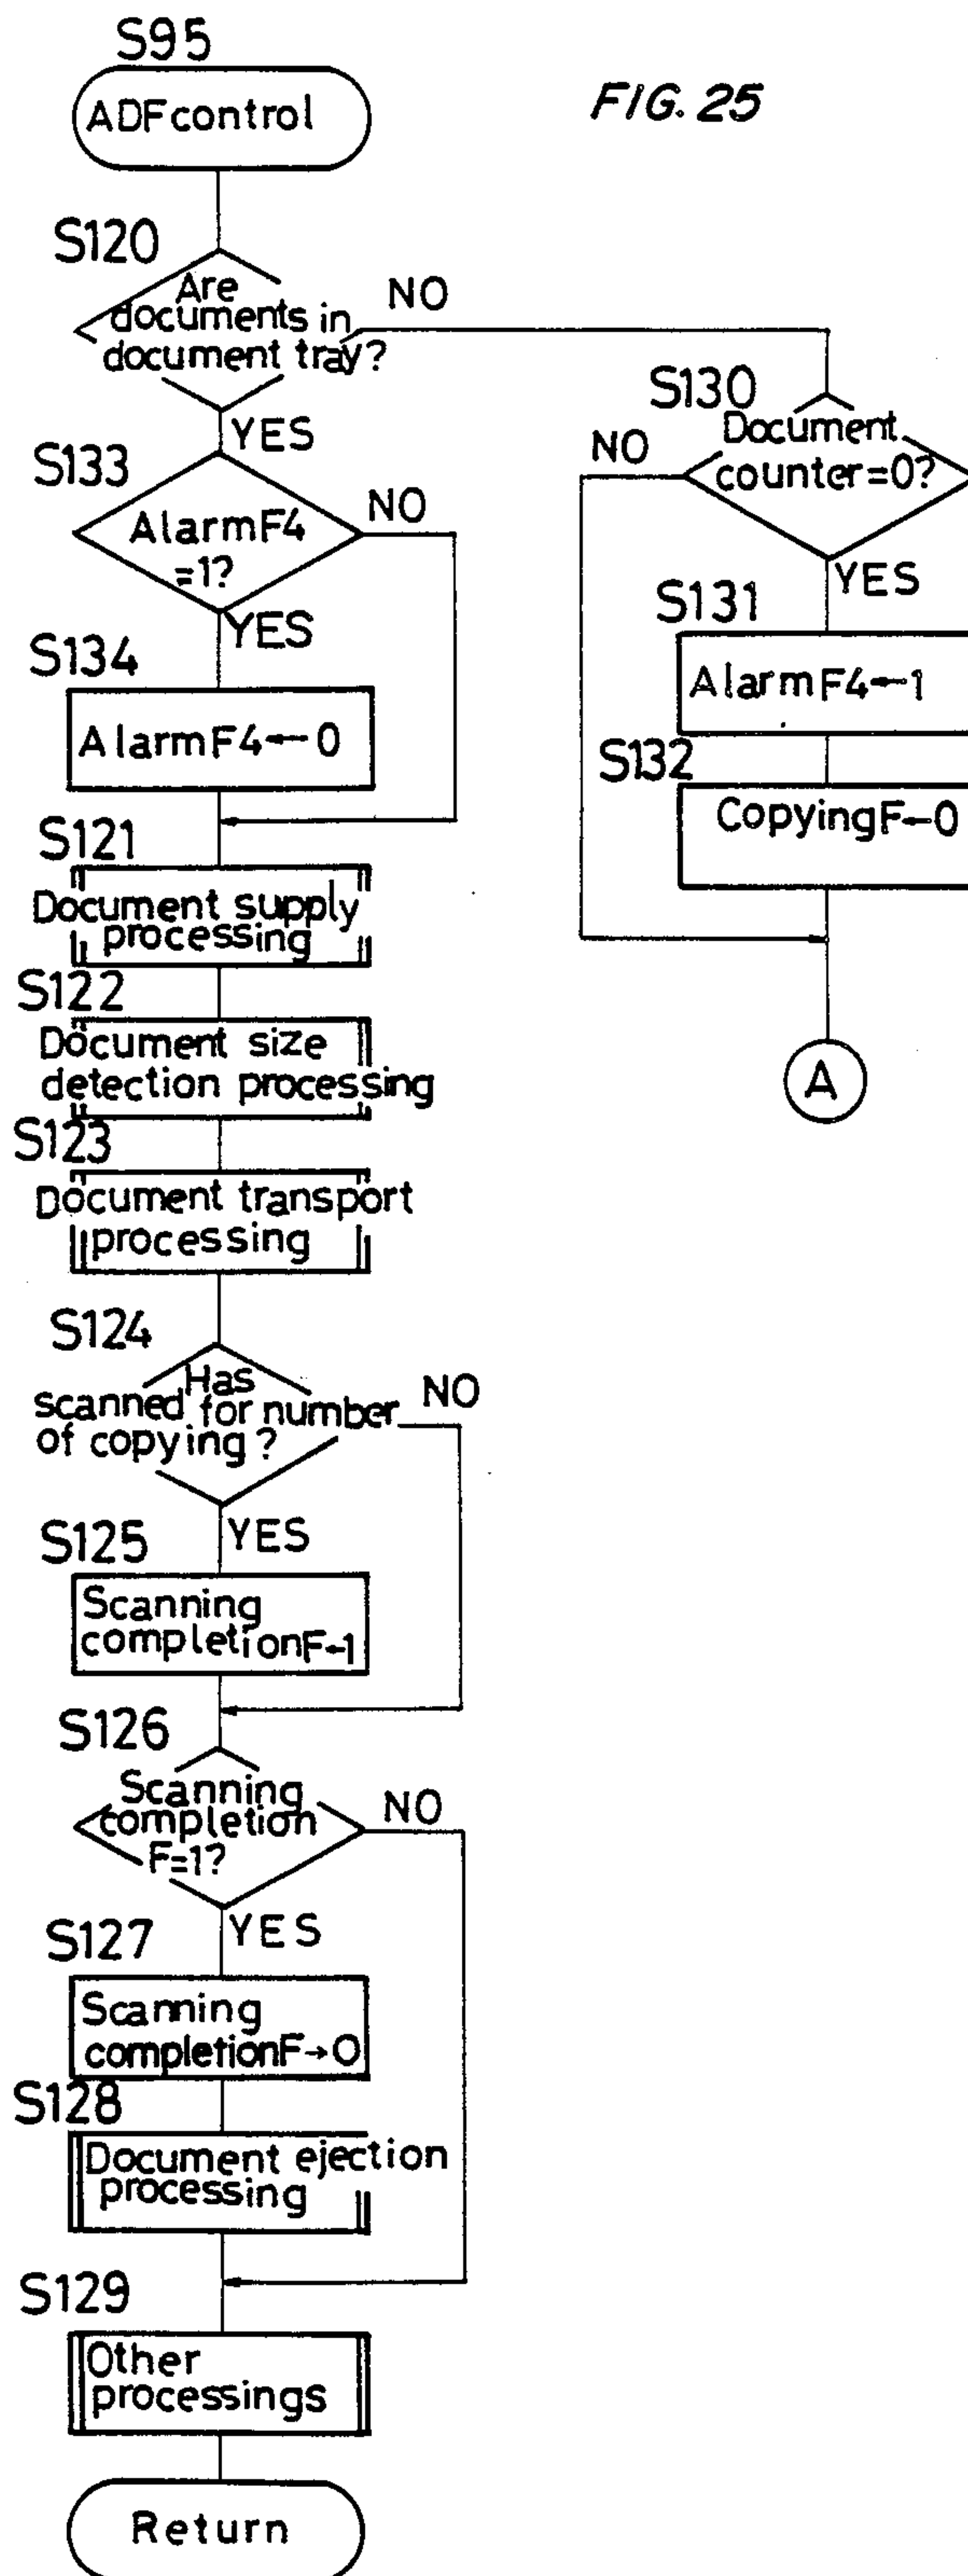 S95
ADFcontrol
FIG. 25
S120
Are
documents in
document tray?
NO
YES
S133
AlarmF4
=1?
NO
YES
S134
AlarmF4←0
S121
Document supply
processing
S122
Document size
detection processing
S123
Document transport
processing
S124
Has
scanned for number
of copying?
NO
YES
S125
Scanning
completionF←1
S126
Scanning
completion
F=1?
NO
YES
S127
Scanning
completionF→0
S128
Document ejection
processing
S129
Other
processings
Return
S130
Document
counter=0?
NO
YES
S131
AlarmF4←1
S132
CopyingF←0
A